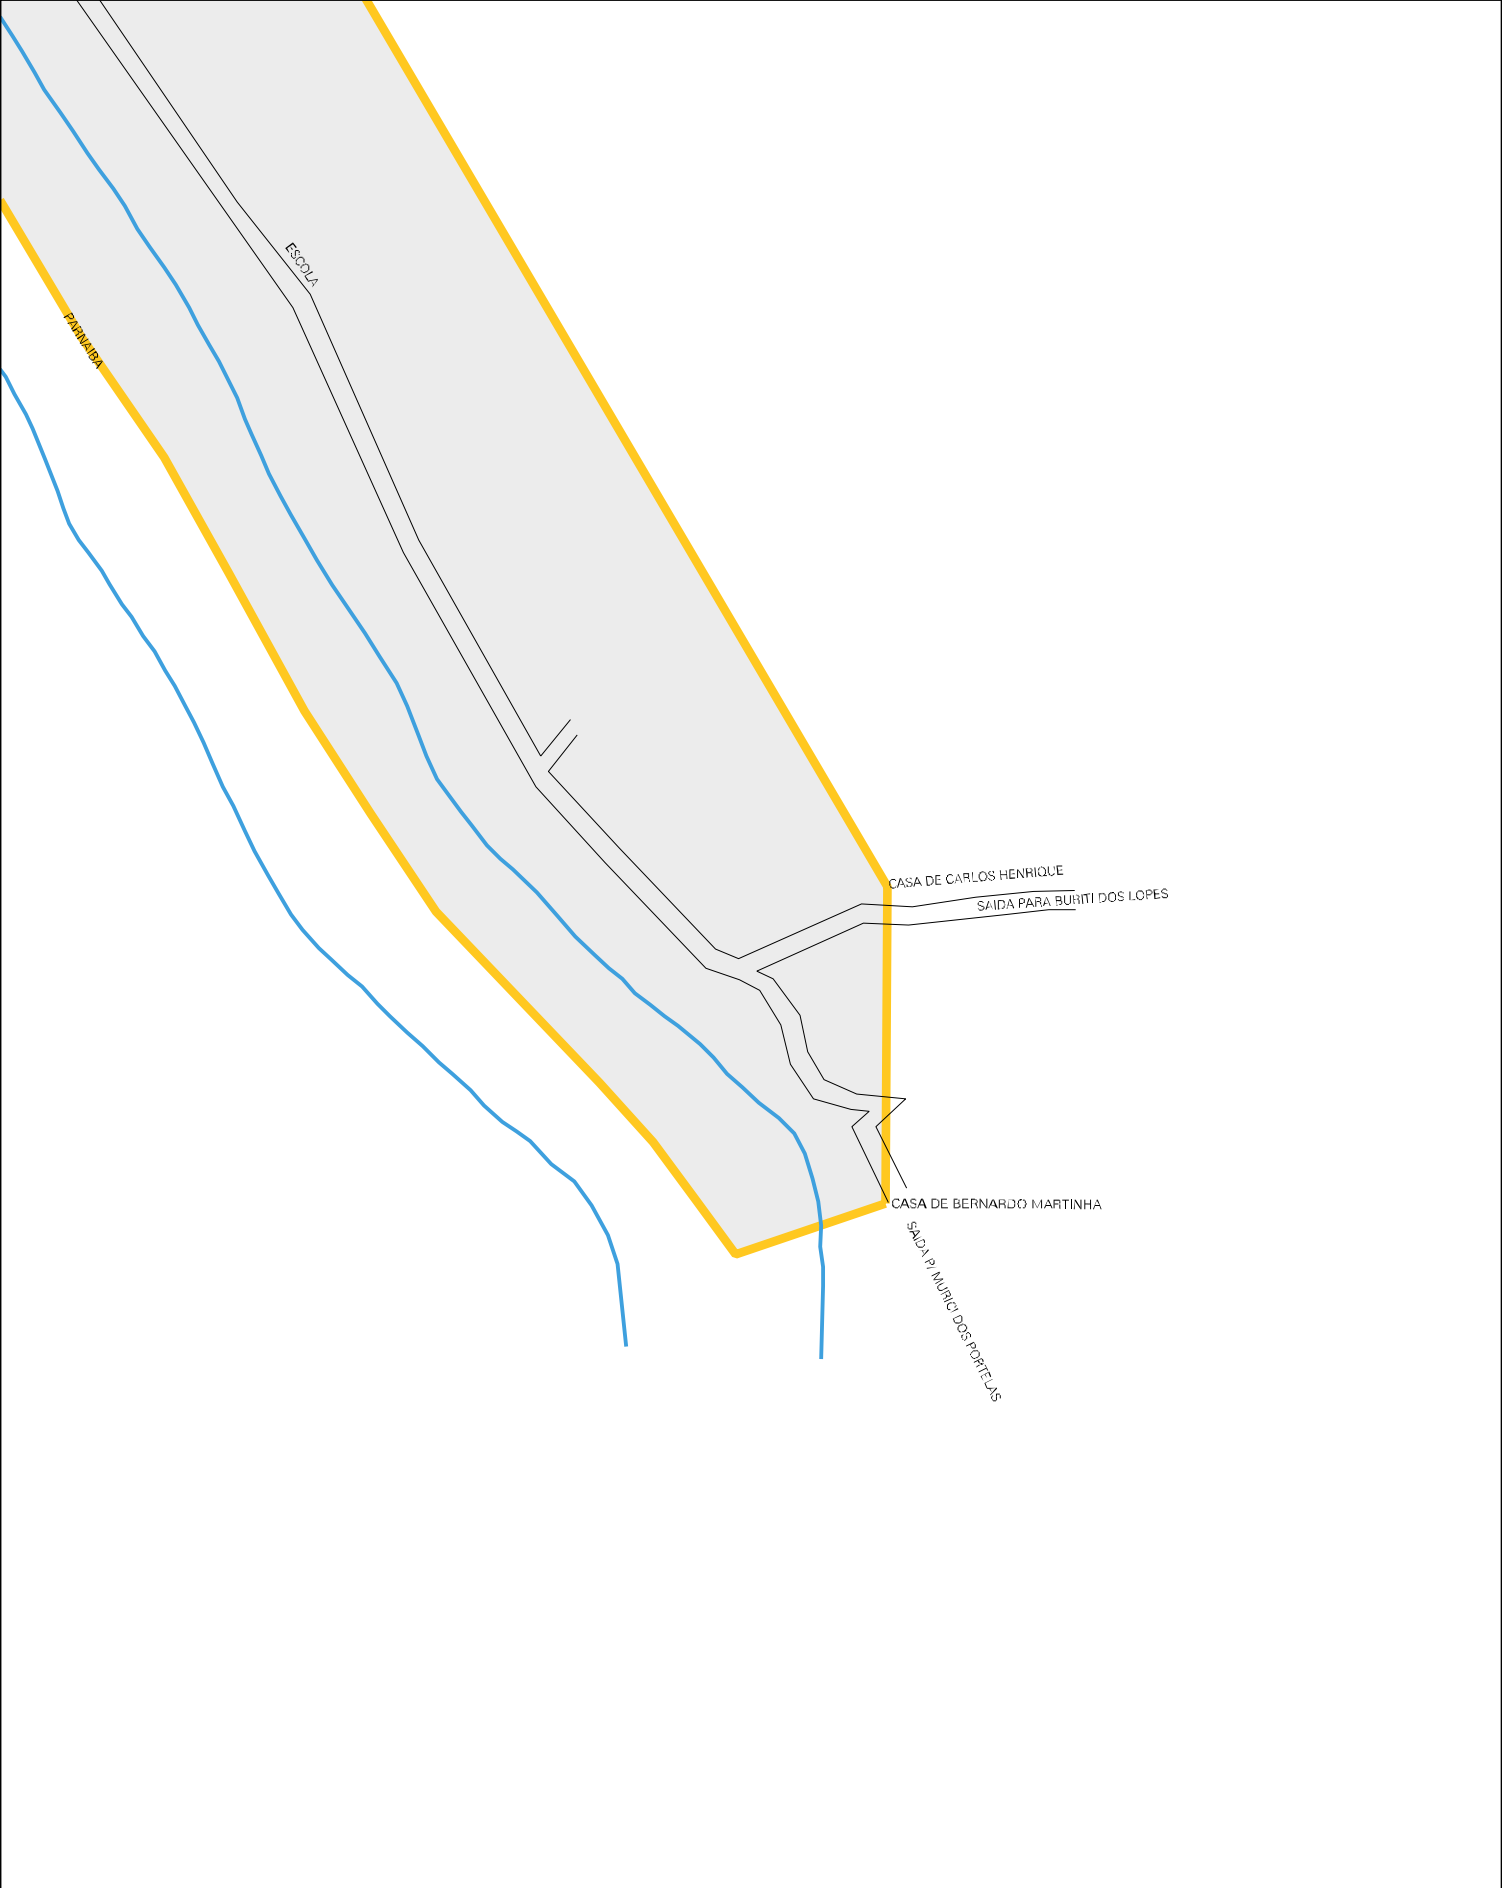 ESCOLA
PARNAIBA
CASA DE CARLOS HENRIQUE
SAIDA PARA BURITI DOS LOPES
CASA DE BERNARDO MARTINHA
SAIDA P/ MURICI DOS PORTELAS